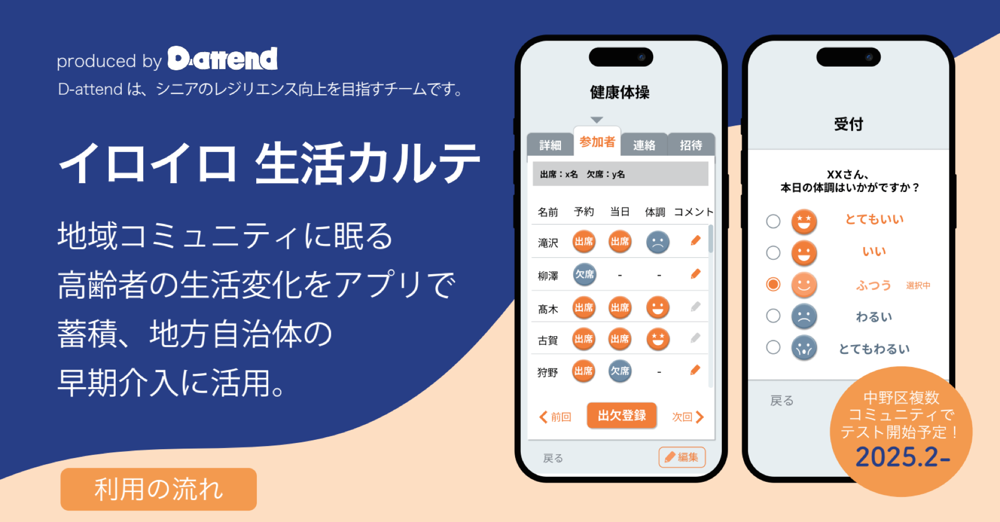 produced by D-attend
D-attend は、シニアのレジリエンス向上を目指すチームです。
イロイロ 生活カルテ
地域コミュニティに眠る
高齢者の生活変化をアプリで
蓄積、地方自治体の
早期介入に活用。
利用の流れ
健康体操
詳細 参加者 連絡 招待
出席：x名 欠席：y名
名前 予約 当日 体調 コメント
滝沢 出席 出席
柳澤 欠席 - -
髙木 出席 出席
古賀 出席 出席
狩野 出席 欠席 -
前回 出欠登録 次回
戻る 編集
受付
XXさん、
本日の体調はいかがですか？
とてもいい
いい
ふつう 選択中
わるい
とてもわるい
戻る
中野区複数
コミュニティで
テスト開始予定！
2025.2-